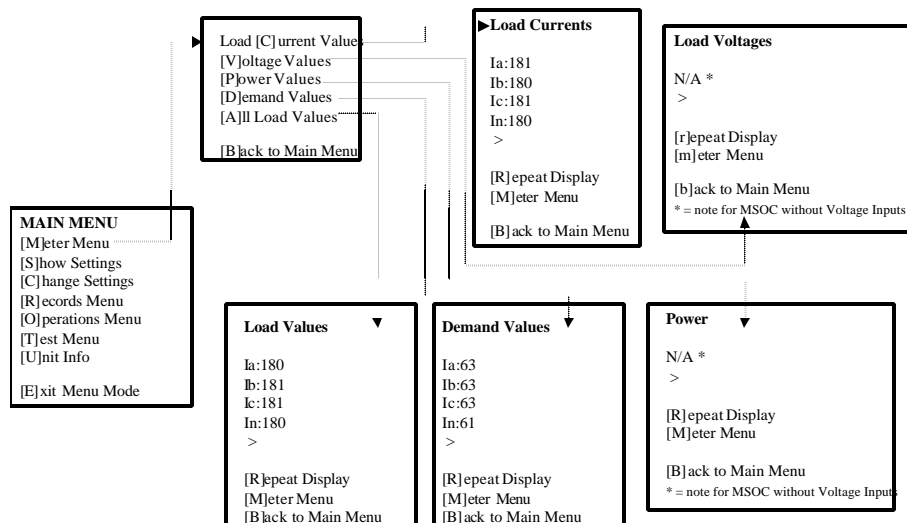 Load [C]urrent Values
[V]oltage Values
[P]ower Values
[D]emand Values
[A]ll Load Values
[B]ack to Main Menu
Load Currents
Ia:181
Ib:180
Ic:181
In:180
>
[R]epeat Display
[M]eter Menu
[B]ack to Main Menu
Load Voltages
N/A *
>
[r]epeat Display
[m]eter Menu
[b]ack to Main Menu
* = note for MSOC without Voltage Inputs
MAIN MENU
[M]eter Menu
[S]how Settings
[C]hange Settings
[R]ecords Menu
[O]perations Menu
[T]est Menu
[U]nit Info
[E]xit Menu Mode
Load Values
Ia:180
Ib:181
Ic:181
In:180
>
[R]epeat Display
[M]eter Menu
[B]ack to Main Menu
Demand Values
Ia:63
Ib:63
Ic:63
In:61
>
[R]epeat Display
[M]eter Menu
[B]ack to Main Menu
Power
N/A *
>
[R]epeat Display
[M]eter Menu
[B]ack to Main Menu
* = note for MSOC without Voltage Inputs